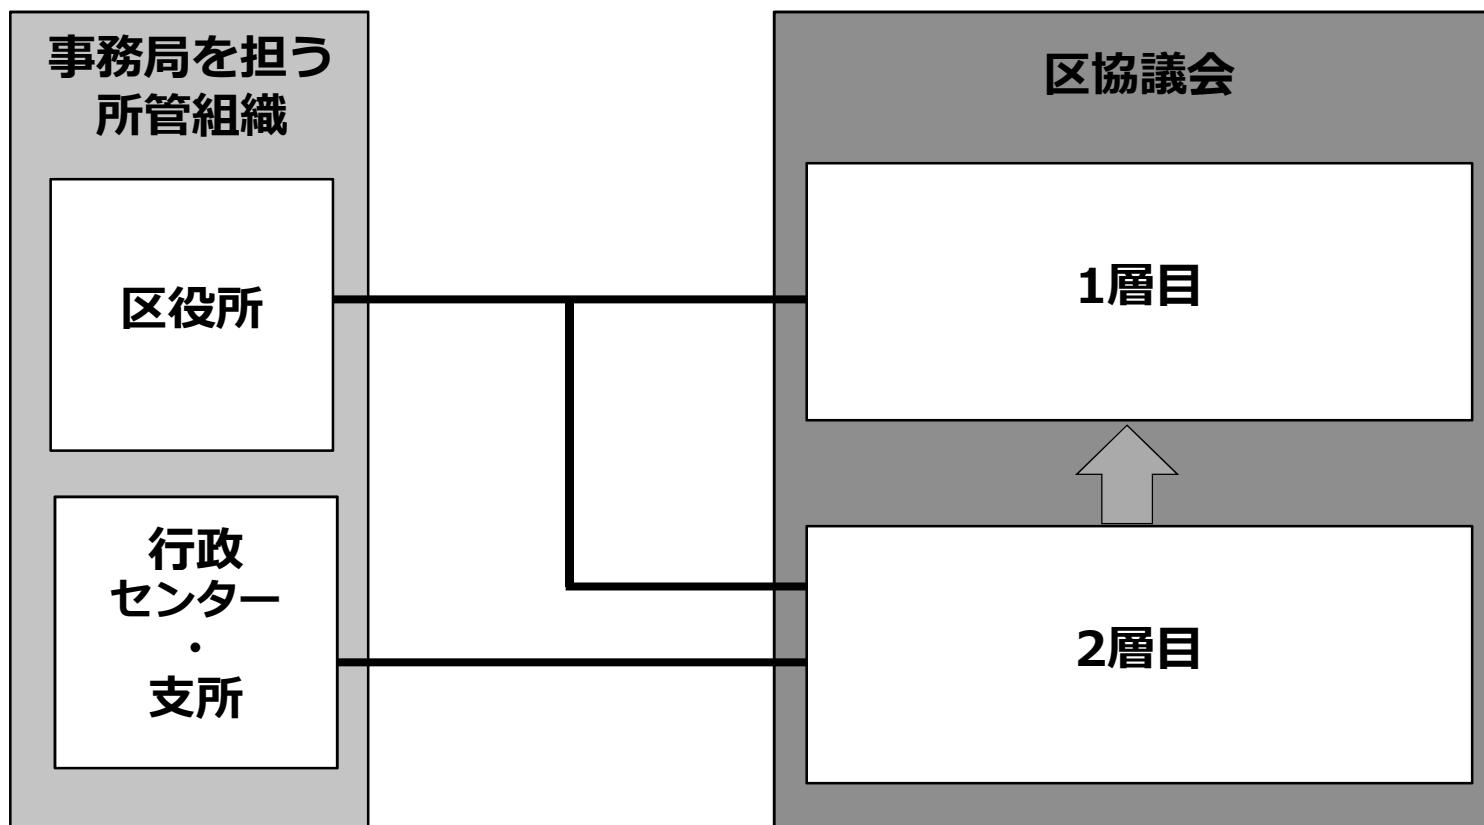 事務局を担う
所管組織
区役所
行政
センター
・
支所
区協議会
1層目
2層目